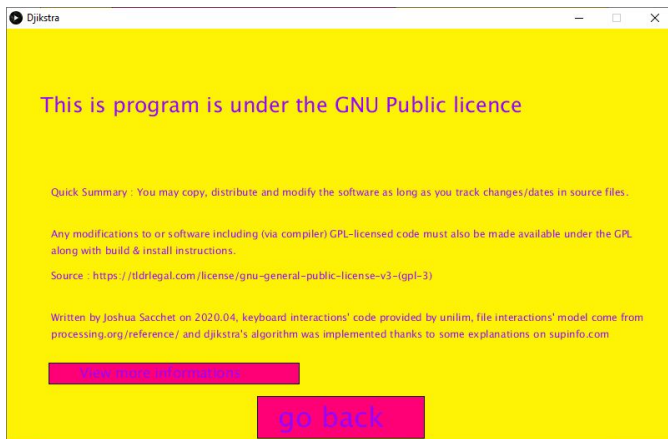 Djikstra
This is program is under the GNU Public licence
Quick Summary : You may copy, distribute and modify the software as long as you track changes/dates in source files.
Any modifications to or software including (via compiler) GPL-licensed code must also be made available under the GPL
along with build & install instructions.
Source : https://tldrlegal.com/license/gnu-general-public-license-v3-(gpl-3)
Written by Joshua Sacchet on 2020.04, keyboard interactions' code provided by unilim, file interactions' model come from
processing.org/reference/ and djikstra's algorithm was implemented thanks to some explanations on supinfo.com
View more informations
go back